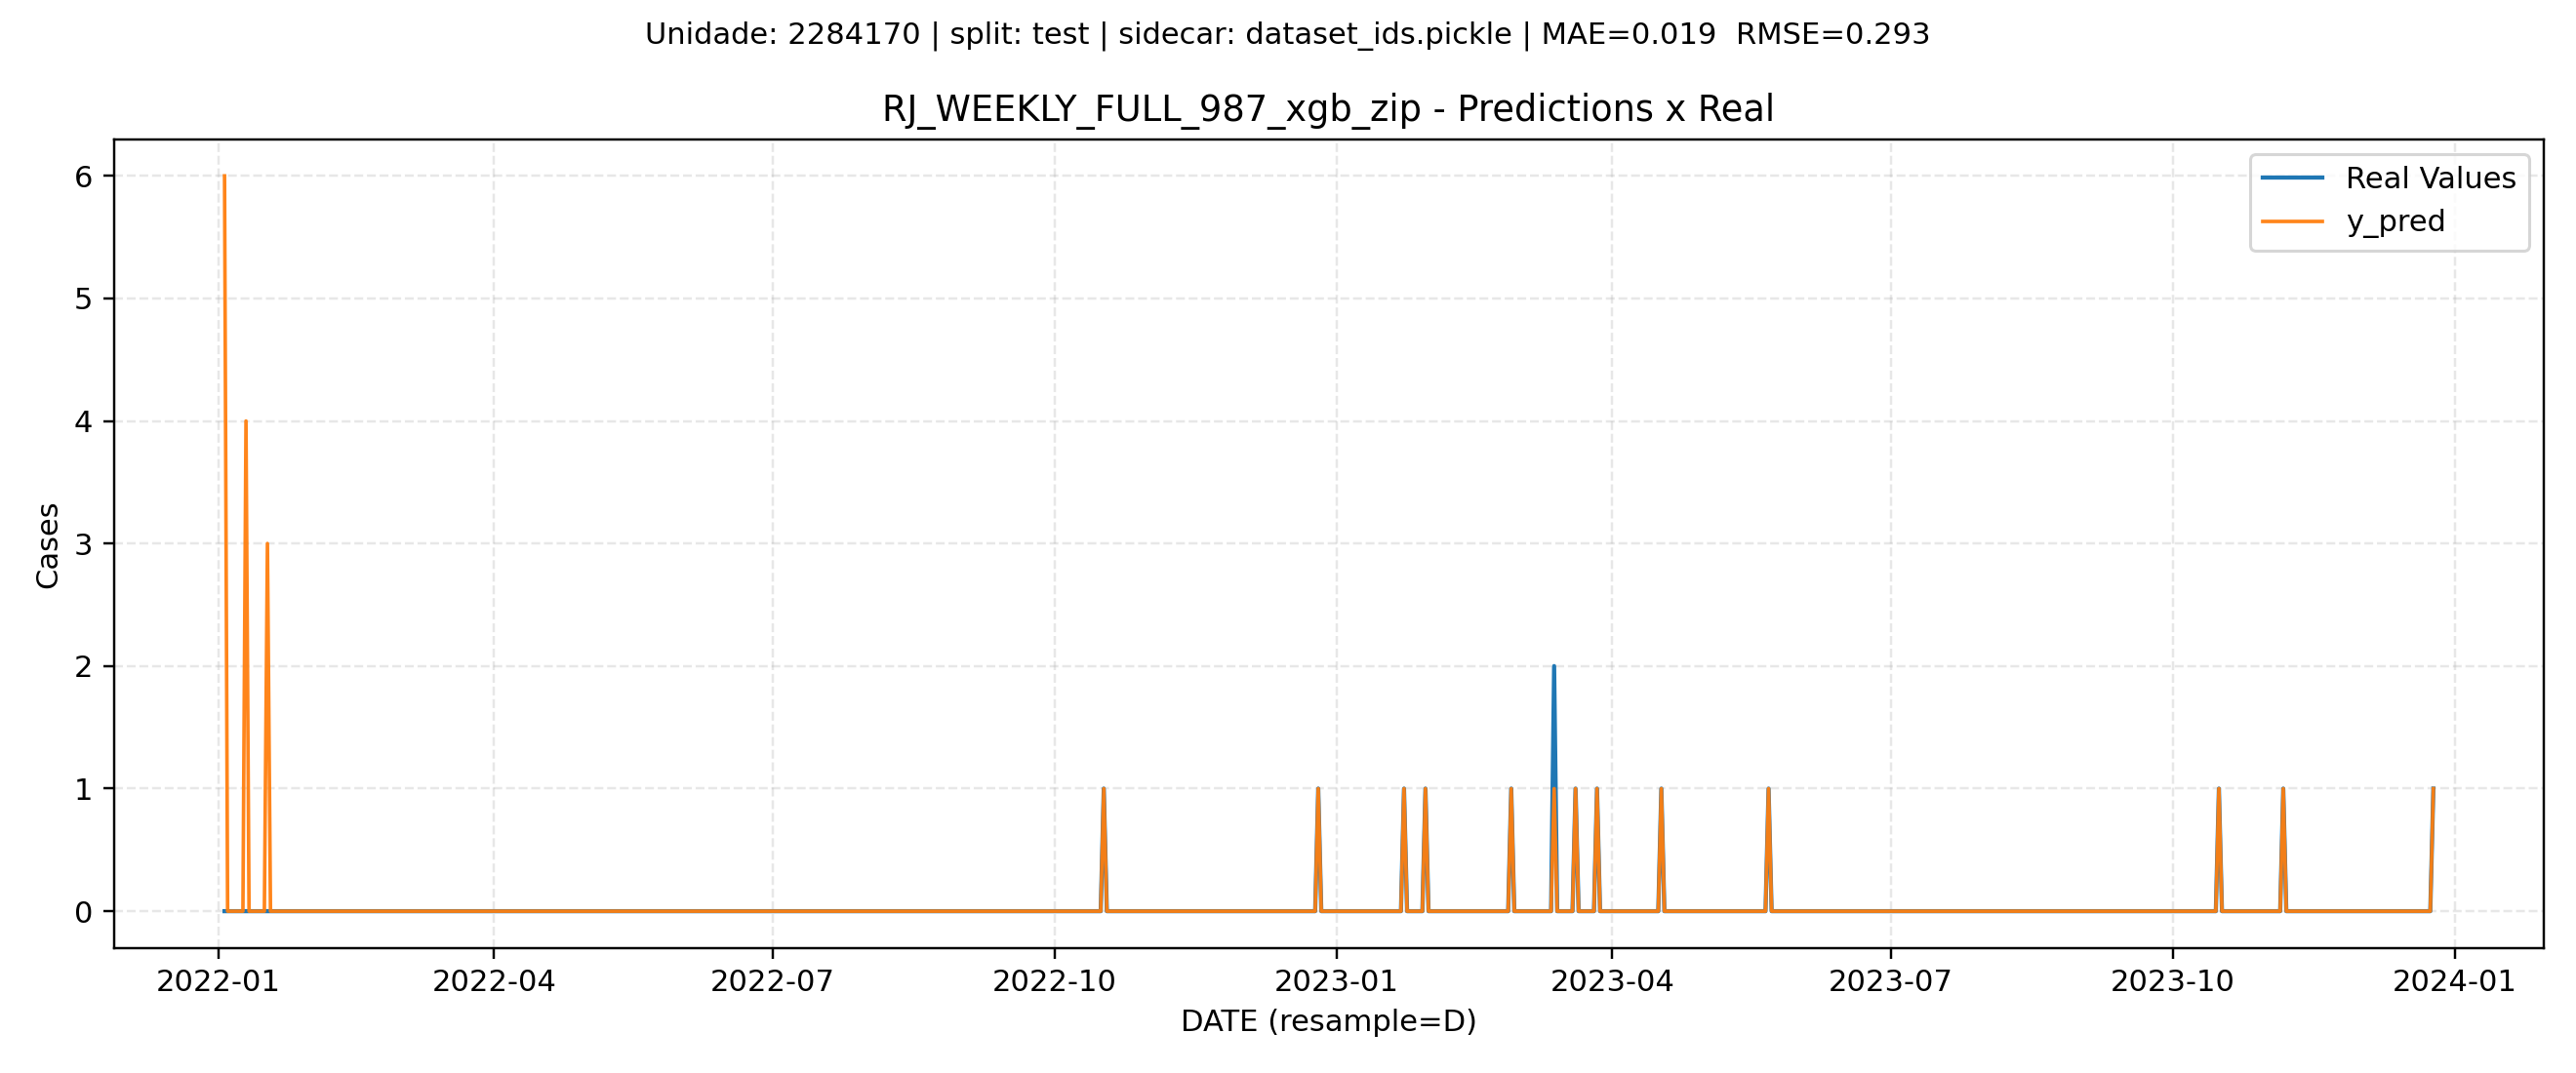 Unidade: 2284170 | split: test | sidecar: dataset_ids.pickle | MAE=0.019  RMSE=0.293
RJ_WEEKLY_FULL_987_xgb_zip - Predictions x Real
Real Values
y_pred
6
5
4
3
2
1
0
Cases
2022-01
2022-04
2022-07
2022-10
2023-01
2023-04
2023-07
2023-10
2024-01
DATE (resample=D)